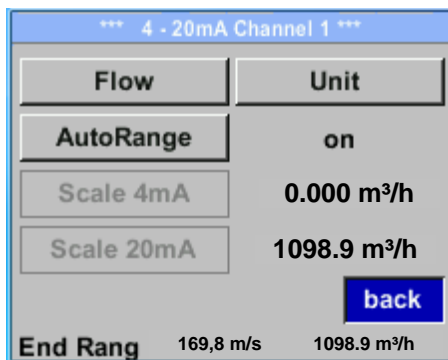 *** 4 - 20mA Channel 1 ***
Flow Unit
AutoRange on
Scale 4mA 0.000 m³/h
Scale 20mA 1098.9 m³/h
back
End Rang 169,8 m/s 1098.9 m³/h